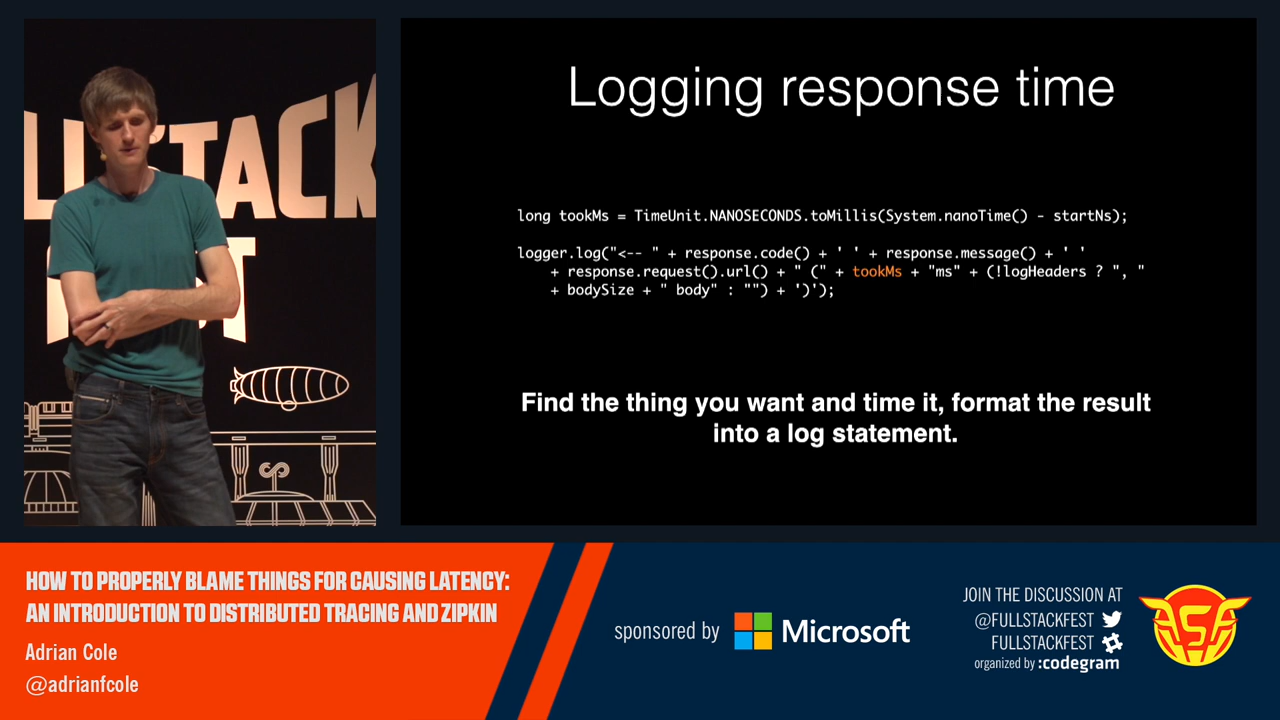 LLSTACK
Logging response time
long tookMs = TimeUnit.NANOSECONDS.toMillis(System.nanoTime() - startNs);
logger.log("<-- " + response.code() + ' ' + response.message() + ' '
+ response.request().url() + " (" + tookMs + "ms" + (!logHeaders ? ", "
+ bodySize + " body" : "") + ')');
Find the thing you want and time it, format the result
into a log statement.
HOW TO PROPERLY BLAME THINGS FOR CAUSING LATENCY:
AN INTRODUCTION TO DISTRIBUTED TRACING AND ZIPKIN
Adrian Cole
@adrianfcole
sponsored by Microsoft
JOIN THE DISCUSSION AT
@FULLSTACKFEST
FULLSTACKFEST
organized by :codegram
FSF